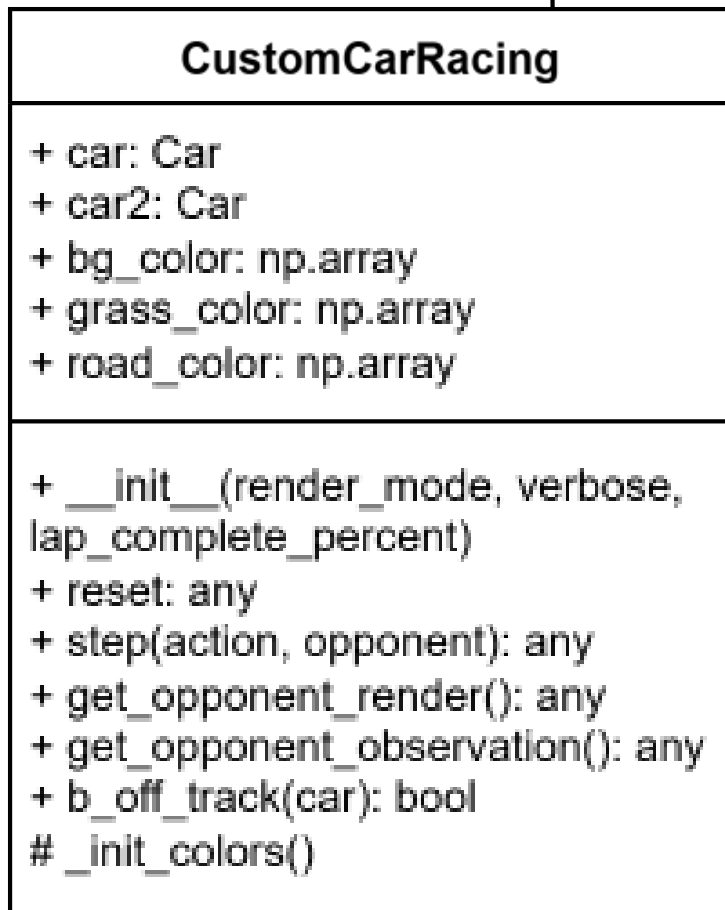 CustomCarRacing
+ car: Car
+ car2: Car
+ bg_color: np.array
+ grass_color: np.array
+ road_color: np.array
+ __init__(render_mode, verbose,
lap_complete_percent)
+ reset: any
+ step(action, opponent): any
+ get_opponent_render(): any
+ get_opponent_observation(): any
+ b_off_track(car): bool
# _init_colors()